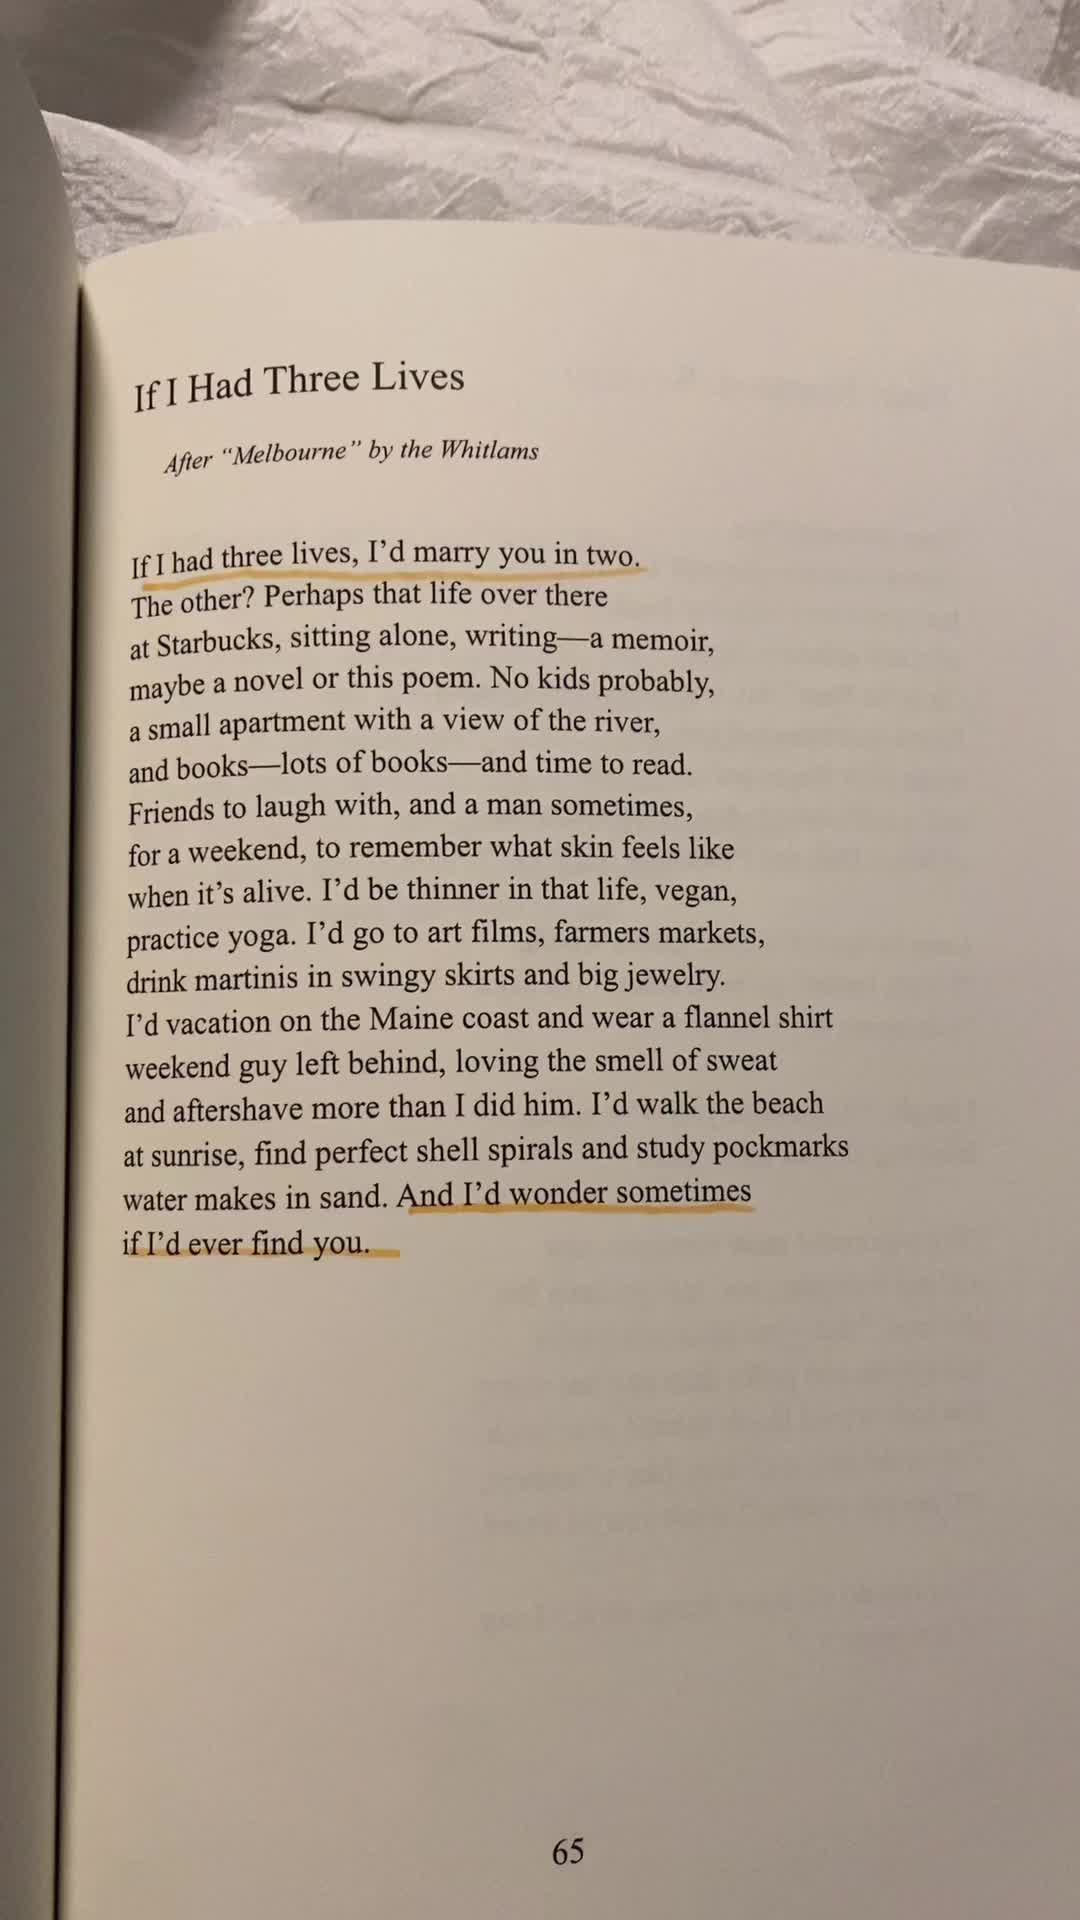 If I Had Three Lives
After “Melbourne” by the Whitlams
If I had three lives, I’d marry you in two.
The other? Perhaps that life over there
at Starbucks, sitting alone, writing—a memoir,
maybe a novel or this poem. No kids probably,
a small apartment with a view of the river,
and books—lots of books—and time to read.
Friends to laugh with, and a man sometimes,
for a weekend, to remember what skin feels like
when it’s alive. I’d be thinner in that life, vegan,
practice yoga. I’d go to art films, farmers markets,
drink martinis in swingy skirts and big jewelry.
I’d vacation on the Maine coast and wear a flannel shirt
weekend guy left behind, loving the smell of sweat
and aftershave more than I did him. I’d walk the beach
at sunrise, find perfect shell spirals and study pockmarks
water makes in sand. And I’d wonder sometimes
if I’d ever find you.
65